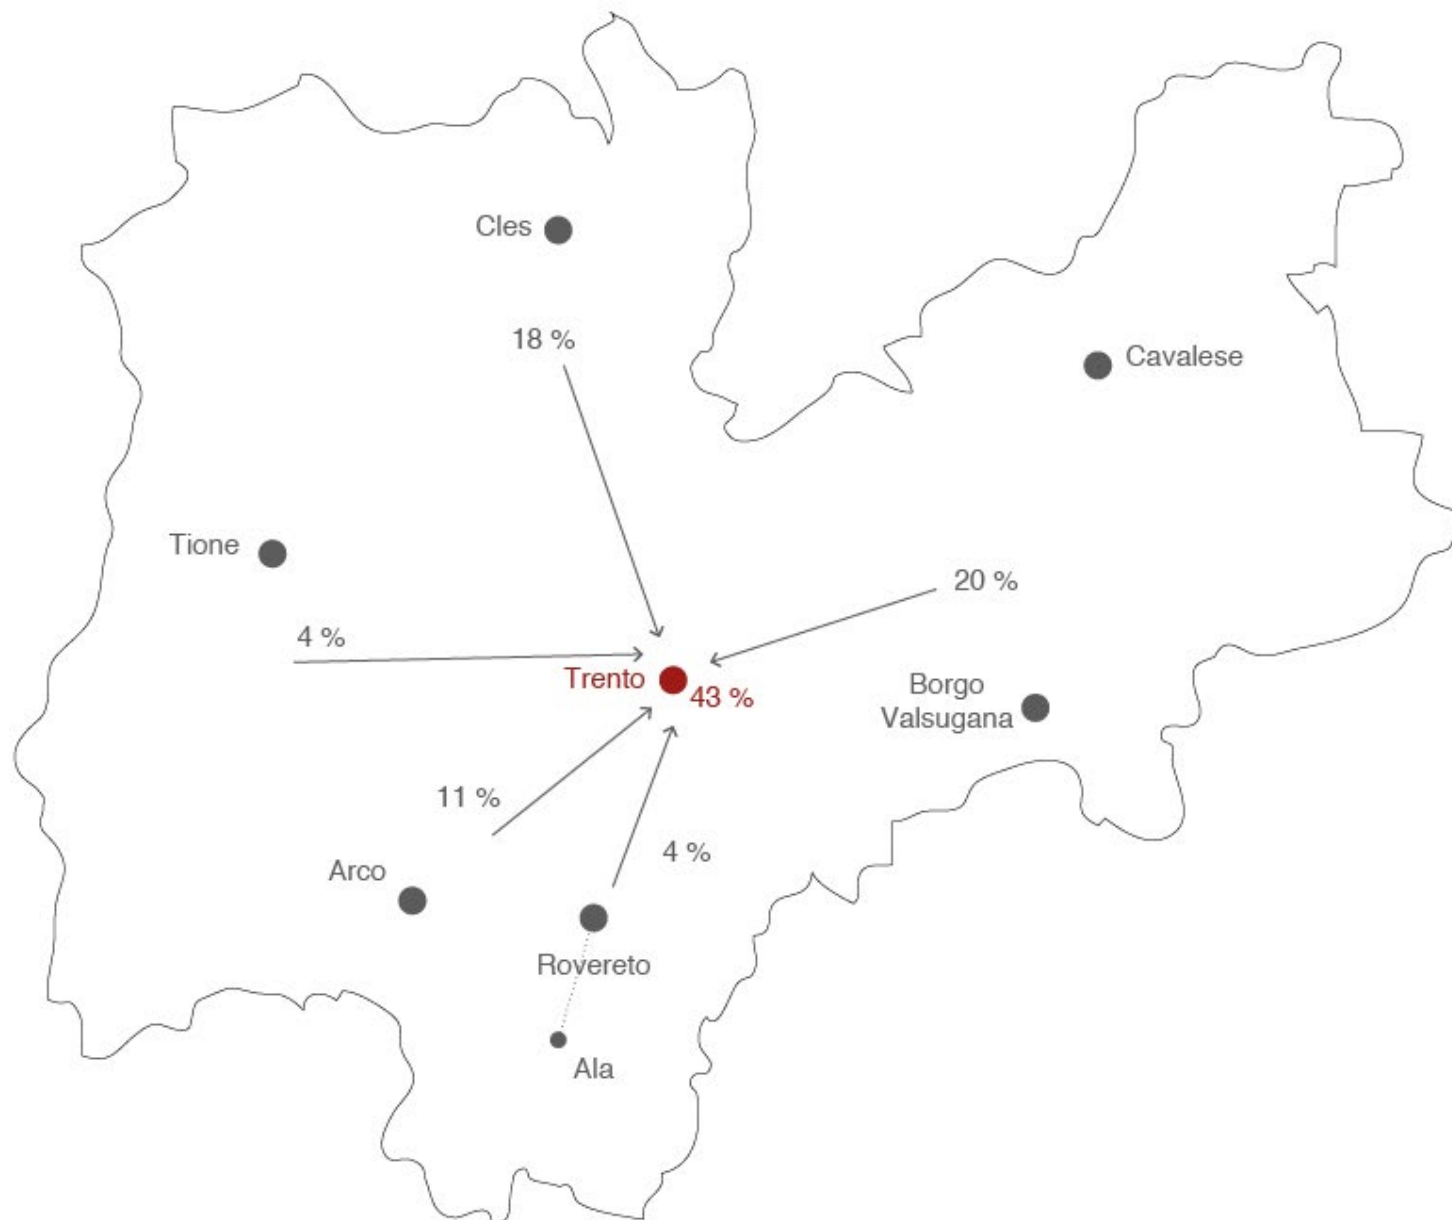 Cles
18 %
Cavalese
Tione
20 %
4 %
Trento
43 %
Borgo
Valsugana
11 %
4 %
Arco
Rovereto
Ala